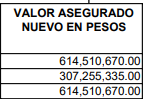 VALOR ASEGURADO
NUEVO EN PESOS
614,510,670.00
307,255,335.00
614,510,670.00